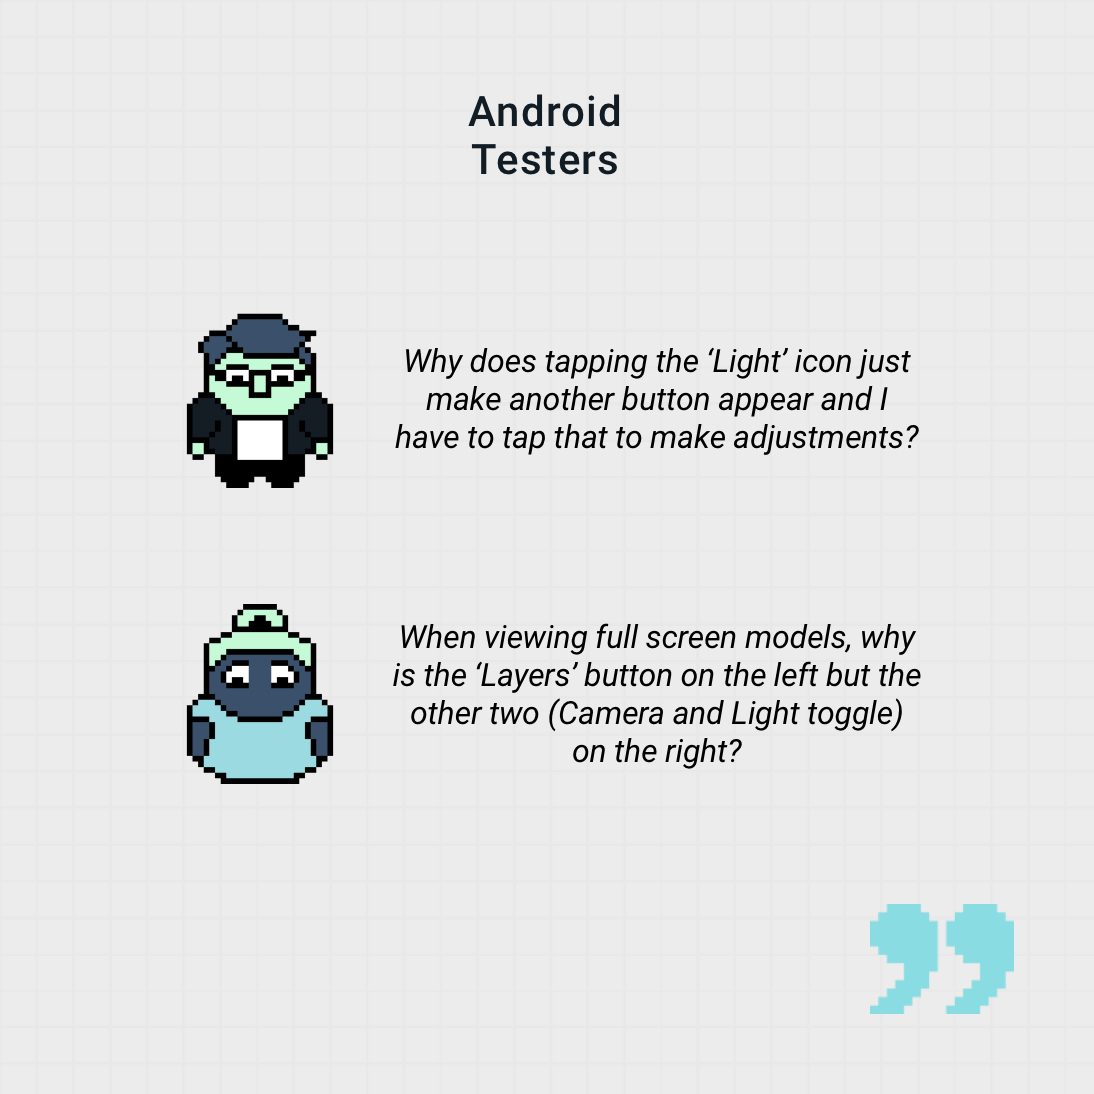 Android
Testers
Why does tapping the ‘Light’ icon just
make another button appear and I
have to tap that to make adjustments?
When viewing full screen models, why
is the ‘Layers’ button on the left but the
other two (Camera and Light toggle)
on the right?
”